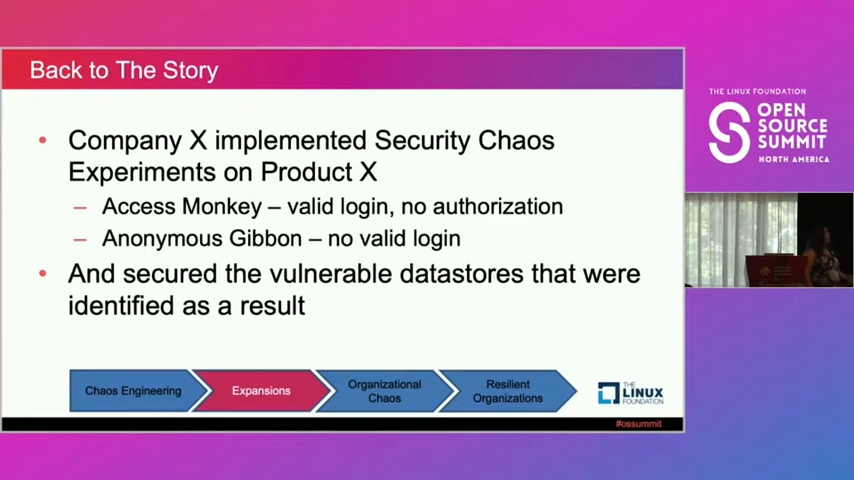 Back to The Story
• Company X implemented Security Chaos
Experiments on Product X
– Access Monkey – valid login, no authorization
– Anonymous Gibbon – no valid login
• And secured the vulnerable datastores that were
identified as a result
Chaos Engineering
Expansions
Organizational
Chaos
Resilient
Organizations
THE
LINUX
FOUNDATION
#ossummit
THE LINUX FOUNDATION
OPEN
SOURCE
SUMMIT
NORTH AMERICA